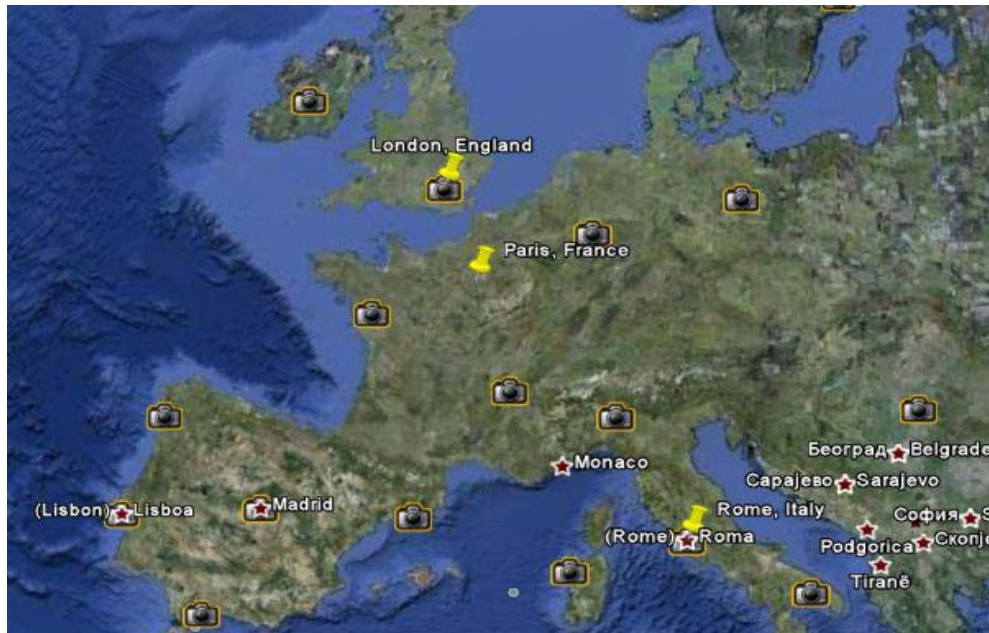 London, England
Paris, France
Monaco
Београд Belgrade
Сарајево Sarajevo
(Lisbon) Lisboa
Madrid
Rome, Italy
София
(Rome) Roma
Podgorica
Скопје
Tiranë